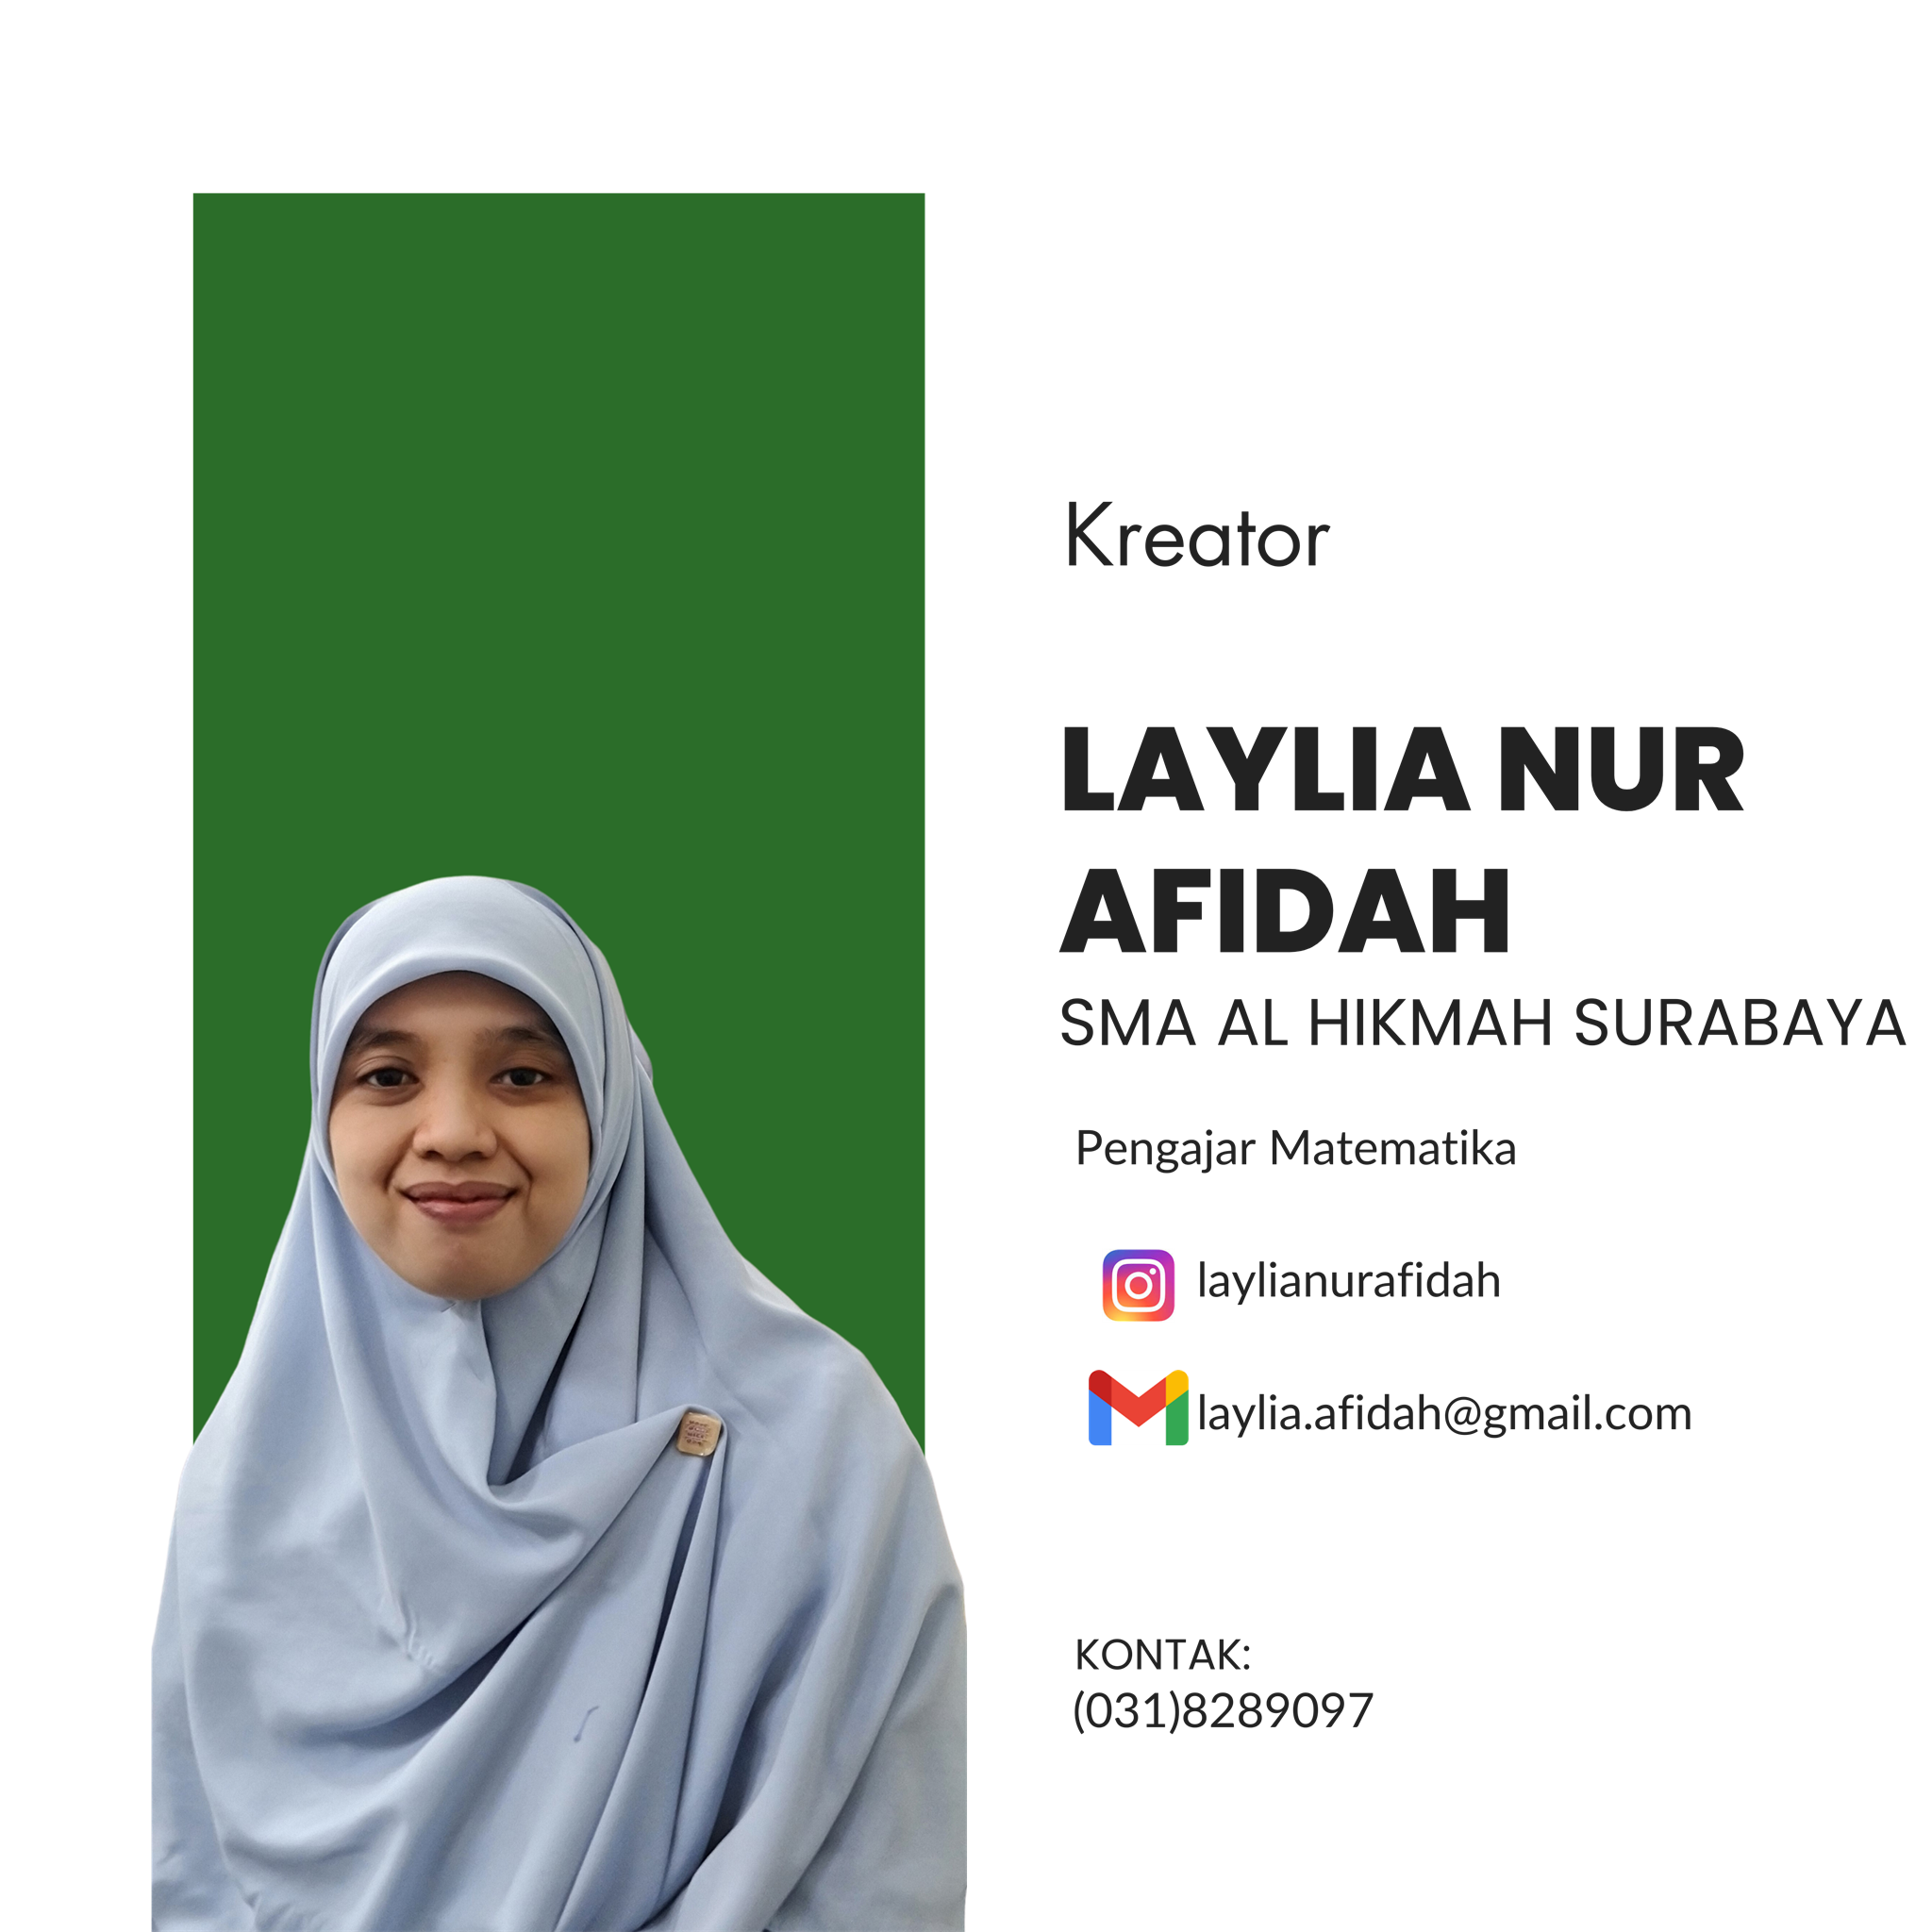 Kreator
LAYLIA NUR
AFIDAH
SMA AL HIKMAH SURABAYA
Pengajar Matematika
laylianurafidah
laylia.afidah@gmail.com
KONTAK:
(031)8289097